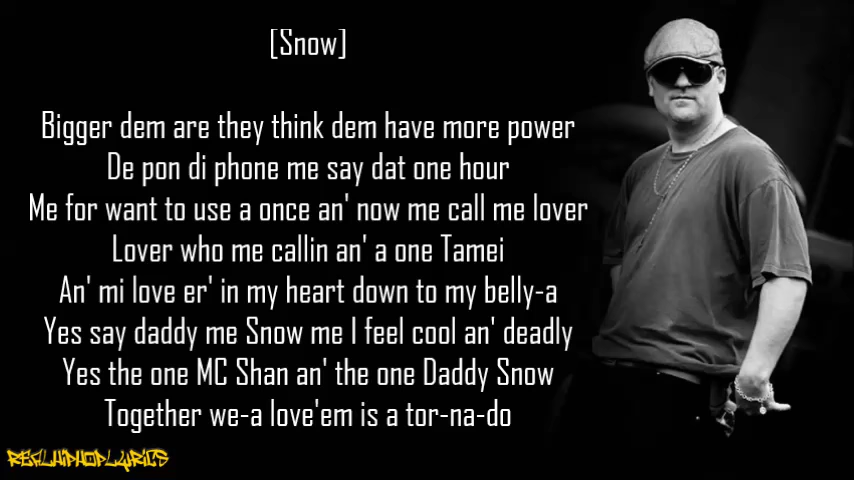 [Snow]
Bigger dem are they think dem have more power
De pon di phone me say dat one hour
Me for want to use a once an' now me call me lover
Lover who me callin an' a one Tamei
An' mi love er' in my heart down to my belly-a
Yes say daddy me Snow me I feel cool an' deadly
Yes the one MC Shan an' the one Daddy Snow
Together we-a love'em is a tor-na-do
REALHIPHOPLYRICS